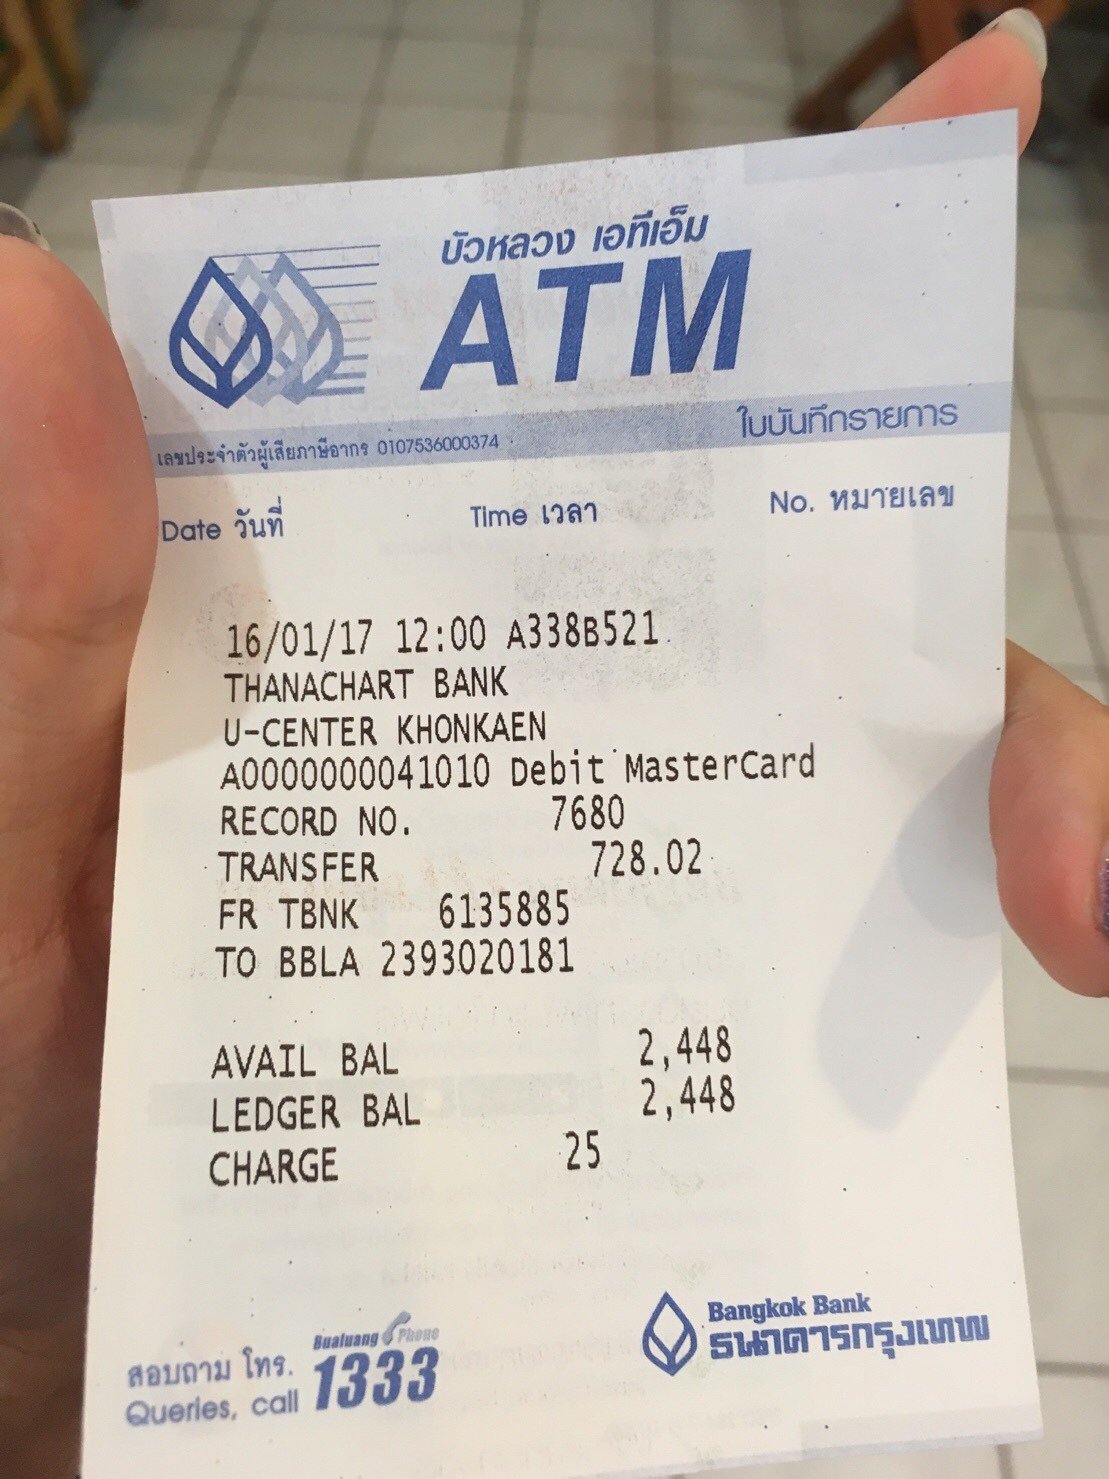 บัวหลวง เอทีเอ็ม
ATM
ใบบันทึกรายการ
เลขประจำตัวผู้เสียภาษีอากร 0107536000374
Date วันที่ Time เวลา No. หมายเลข
16/01/17 12:00 A338B521
THANACHART BANK
U-CENTER KHONKAEN
A0000000041010 Debit MasterCard
RECORD NO. 7680
TRANSFER 728.02
FR TBNK 6135885
TO BBLA 2393020181
AVAIL BAL 2,448
LEDGER BAL 2,448
CHARGE 25
สอบถาม โทร.
Queries, call
Bualuang Phone
1333
Bangkok Bank
ธนาคารกรุงเทพ